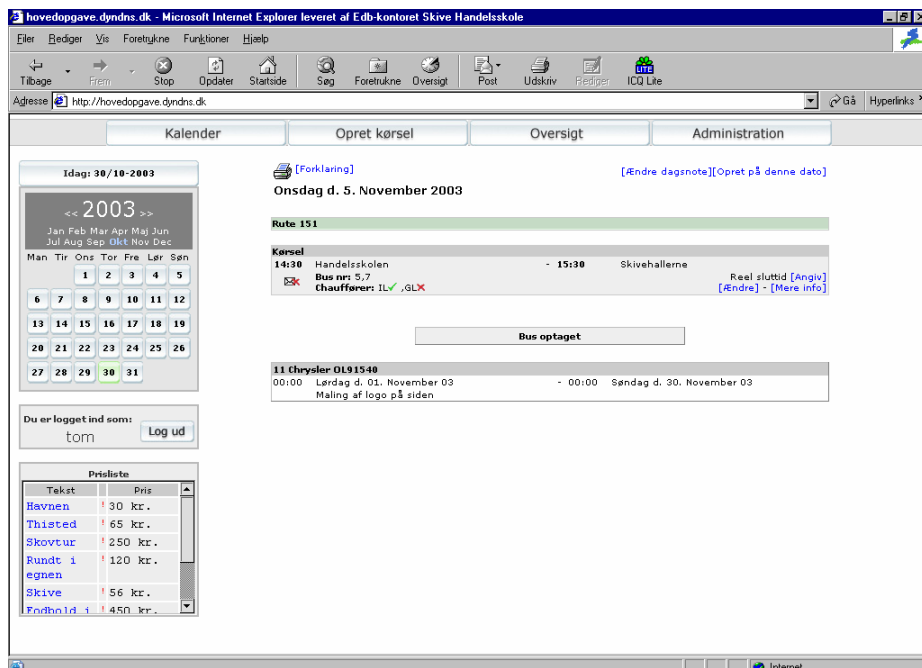 hovedopgave.dyndns.dk - Microsoft Internet Explorer leveret af Edb-kontoret Skive Handelsskole
Filer Rediger Vis Foretrukne Funktioner Hjælp
Tilbage Frem Stop Opdater Startside Søg Foretrukne Oversigt Post Udskriv Rediger ICQ Lite
Adresse http://hovedopgave.dyndns.dk Gå Hyperlinks
Kalender Opret kørsel Oversigt Administration
Idag: 30/10-2003
<< 2003 >>
Jan Feb Mar Apr Maj Jun
Jul Aug Sep Okt Nov Dec
Man Tir Ons Tor Fre Lør Søn
1 2 3 4 5
6 7 8 9 10 11 12
13 14 15 16 17 18 19
20 21 22 23 24 25 26
27 28 29 30 31
Du er logget ind som:
tom
Log ud
Prisliste
Tekst Pris
Havnen ! 30 kr.
Thisted ! 65 kr.
Skovtur ! 250 kr.
Rundt i ! 120 kr.
egnen
Skive ! 56 kr.
Fodbold i ! 450 kr.
[Forklaring] [Ændre dagsnote][Opret på denne dato]
Onsdag d. 5. November 2003
Rute 151
Kørsel
14:30 Handelsskolen - 15:30 Skivehallerne
Bus nr: 5,7 Reel sluttid [Angiv]
Chauffører: IL✓ ,GL✕ [Ændre] - [Mere info]
Bus optaget
11 Chrysler OL91540
00:00 Lørdag d. 01. November 03 - 00:00 Søndag d. 30. November 03
Maling af logo på siden
Internet